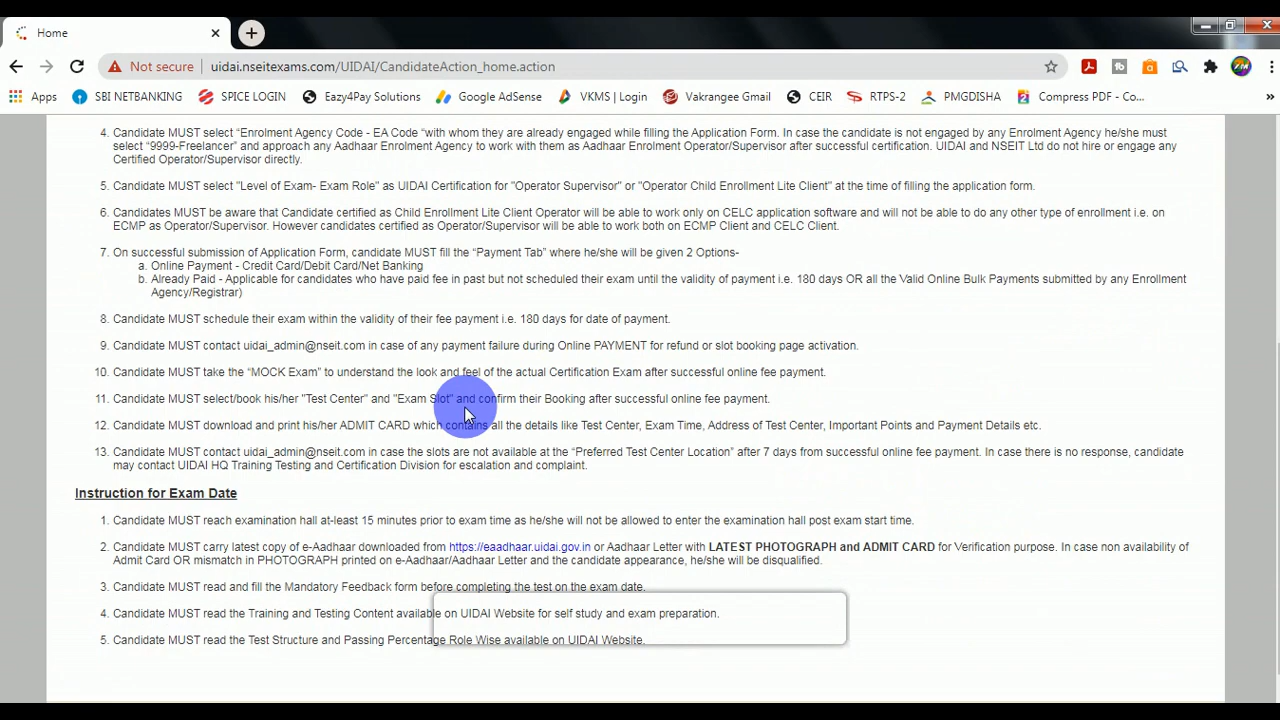 Home
Not secure uidai.nseitexams.com/UIDAI/CandidateAction_home.action
Apps SBI NETBANKING SPICE LOGIN Eazy4Pay Solutions Google AdSense VKMS | Login Vakrangee Gmail CEIR RTPS-2 PMGDISHA Compress PDF - Co... »
4. Candidate MUST select “Enrolment Agency Code - EA Code “with whom they are already engaged while filling the Application Form. In case the candidate is not engaged by any Enrolment Agency he/she must
select “9999-Freelancer” and approach any Aadhaar Enrolment Agency to work with them as Aadhaar Enrolment Operator/Supervisor after successful certification. UIDAI and NSEIT Ltd do not hire or engage any
Certified Operator/Supervisor directly.
5. Candidate MUST select "Level of Exam- Exam Role" as UIDAI Certification for "Operator Supervisor" or "Operator Child Enrollment Lite Client" at the time of filling the application form.
6. Candidates MUST be aware that Candidate certified as Child Enrollment Lite Client Operator will be able to work only on CELC application software and will not be able to do any other type of enrollment i.e. on
ECMP as Operator/Supervisor. However candidates certified as Operator/Supervisor will be able to work both on ECMP Client and CELC Client.
7. On successful submission of Application Form, candidate MUST fill the “Payment Tab” where he/she will be given 2 Options-
a. Online Payment - Credit Card/Debit Card/Net Banking
b. Already Paid - Applicable for candidates who have paid fee in past but not scheduled their exam until the validity of payment i.e. 180 days OR all the Valid Online Bulk Payments submitted by any Enrollment
Agency/Registrar)
8. Candidate MUST schedule their exam within the validity of their fee payment i.e. 180 days for date of payment.
9. Candidate MUST contact uidai_admin@nseit.com in case of any payment failure during Online PAYMENT for refund or slot booking page activation.
10. Candidate MUST take the “MOCK Exam” to understand the look and feel of the actual Certification Exam after successful online fee payment.
11. Candidate MUST select/book his/her "Test Center" and "Exam Slot" and confirm their Booking after successful online fee payment.
12. Candidate MUST download and print his/her ADMIT CARD which contains all the details like Test Center, Exam Time, Address of Test Center, Important Points and Payment Details etc.
13. Candidate MUST contact uidai_admin@nseit.com in case the slots are not available at the “Preferred Test Center Location” after 7 days from successful online fee payment. In case there is no response, candidate
may contact UIDAI HQ Training Testing and Certification Division for escalation and complaint.
Instruction for Exam Date
1. Candidate MUST reach examination hall at-least 15 minutes prior to exam time as he/she will not be allowed to enter the examination hall post exam start time.
2. Candidate MUST carry latest copy of e-Aadhaar downloaded from https://eaadhaar.uidai.gov.in or Aadhaar Letter with LATEST PHOTOGRAPH and ADMIT CARD for Verification purpose. In case non availability of
Admit Card OR mismatch in PHOTOGRAPH printed on e-Aadhaar/Aadhaar Letter and the candidate appearance, he/she will be disqualified.
3. Candidate MUST read and fill the Mandatory Feedback form before completing the test on the exam date.
4. Candidate MUST read the Training and Testing Content available on UIDAI Website for self study and exam preparation.
5. Candidate MUST read the Test Structure and Passing Percentage Role Wise available on UIDAI Website.